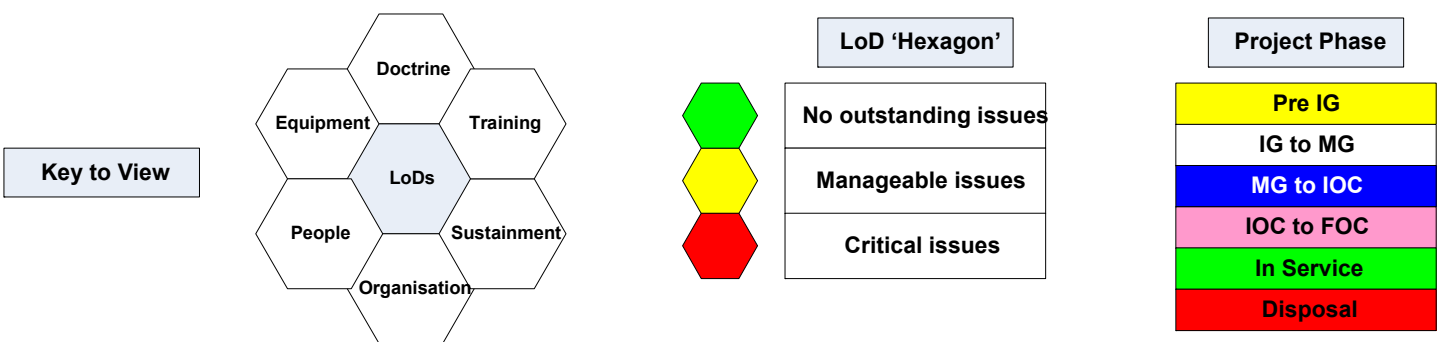 Key to View
Doctrine
Equipment
Training
LoDs
People
Sustainment
Organisation
LoD ‘Hexagon’
No outstanding issues
Manageable issues
Critical issues
Project Phase
Pre IG
IG to MG
MG to IOC
IOC to FOC
In Service
Disposal